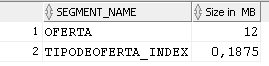 SEGMENT_NAME Size in MB
1 OFERTA 12
2 TIPODEOFERTA_INDEX 0,1875